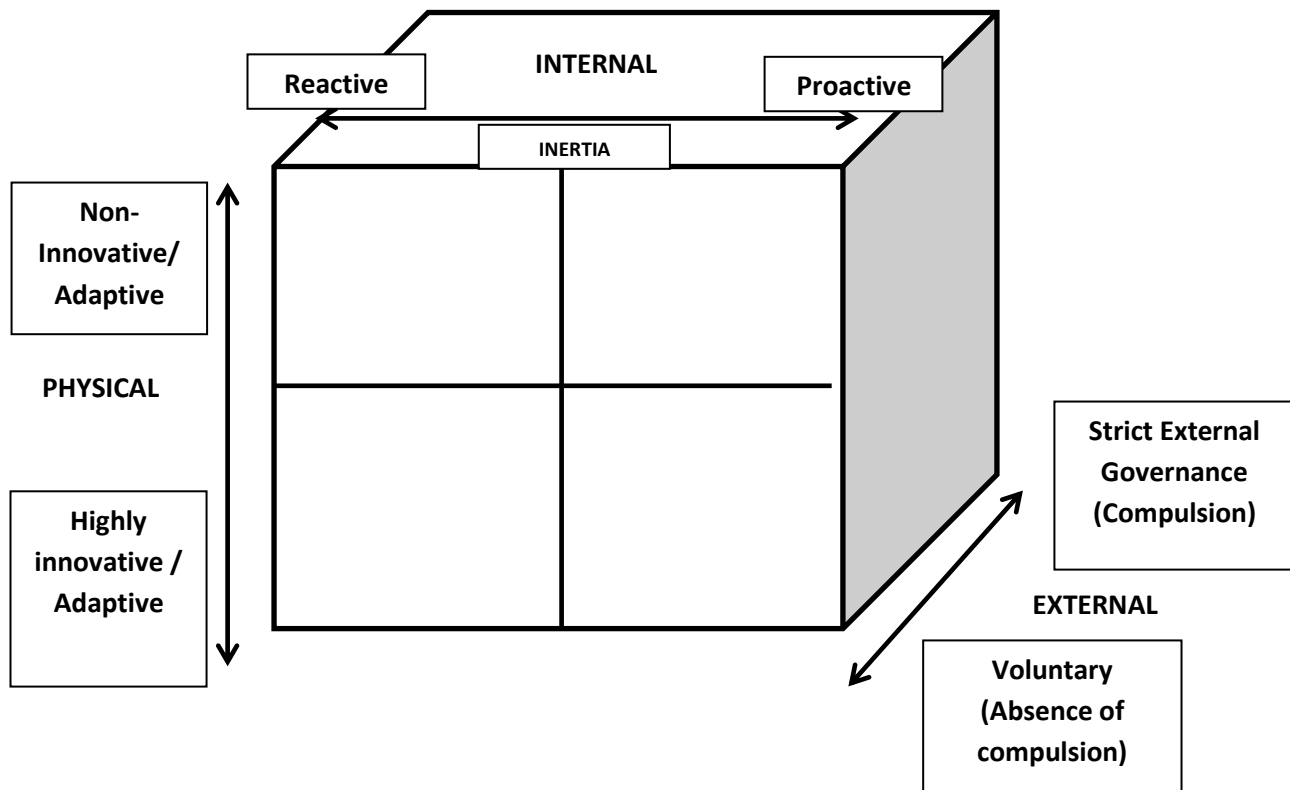 INTERNAL
Reactive
Proactive
INERTIA
Non-
Innovative/
Adaptive
PHYSICAL
Highly
innovative /
Adaptive
Strict External
Governance
(Compulsion)
EXTERNAL
Voluntary
(Absence of
compulsion)